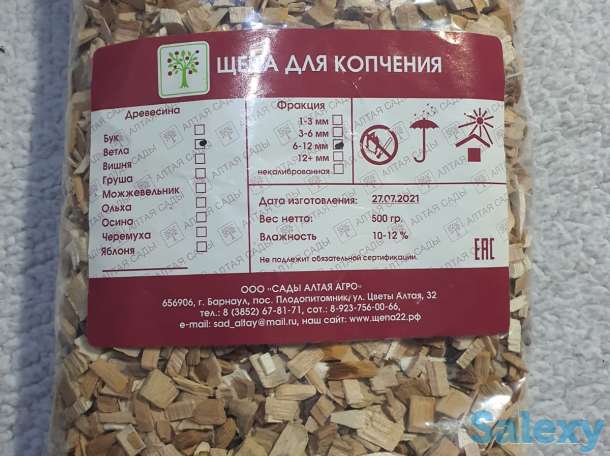 ЩЕПА ДЛЯ КОПЧЕНИЯ
Древесина
Бук
Ветла
Вишня
Груша
Можжевельник
Ольха
Осина
Черемуха
Яблоня
Фракция
1-3 мм
3-6 мм
6-12 мм
12+ мм
некалиброванная
Дата изготовления: 27.07.2021
Вес нетто: 500 гр.
Влажность 10-12 %
Не подлежит обязательной сертификации.
EAC
САДЫ АЛТАЯ
ООО "САДЫ АЛТАЯ АГРО"
656906, г. Барнаул, пос. Плодопитомник, ул. Цветы Алтая, 32
тел.: 8 (3852) 67-81-71, сот.: 8-923-756-00-66,
e-mail: sad_altay@mail.ru, наш сайт: www.щепа22.рф
Salexy